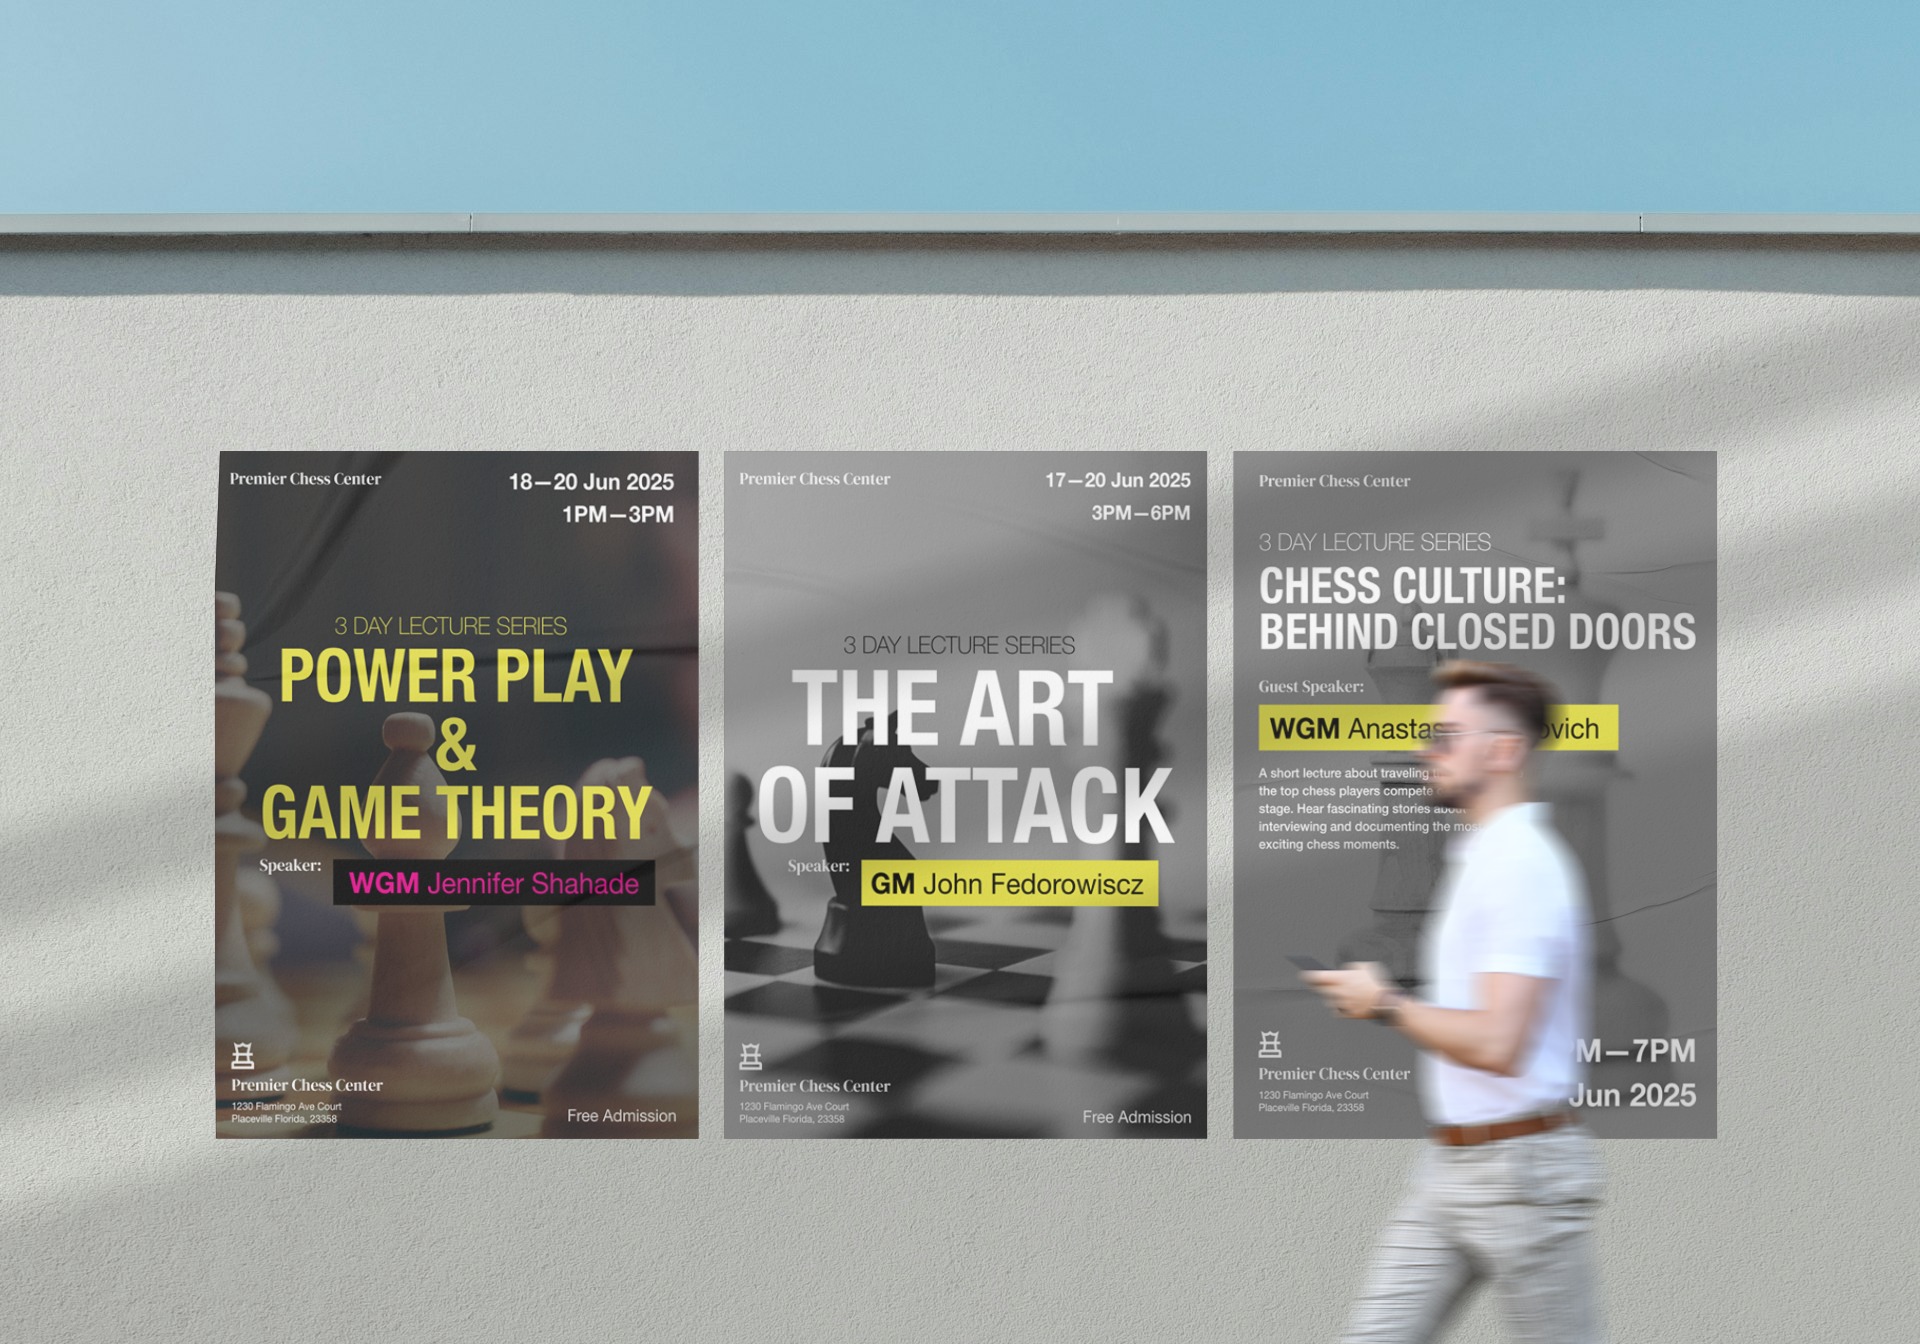 Premier Chess Center
18—20 Jun 2025
1PM—3PM
3 DAY LECTURE SERIES
POWER PLAY
&
GAME THEORY
Speaker:
WGM Jennifer Shahade
Premier Chess Center
1230 Flamingo Ave Court
Placeville Florida, 23358
Free Admission
Premier Chess Center
17—20 Jun 2025
3PM—6PM
3 DAY LECTURE SERIES
THE ART
OF ATTACK
Speaker:
GM John Fedorowiscz
Premier Chess Center
1230 Flamingo Ave Court
Placeville Florida, 23358
Free Admission
Premier Chess Center
3 DAY LECTURE SERIES
CHESS CULTURE:
BEHIND CLOSED DOORS
Guest Speaker:
WGM
A short lecture about traveling
the top chess players compete
stage. Hear fascinating stories about
interviewing and documenting the most
exciting chess moments.
Premier Chess Center
1230 Flamingo Ave Court
Placeville Florida, 23358
M—7PM
Jun 2025